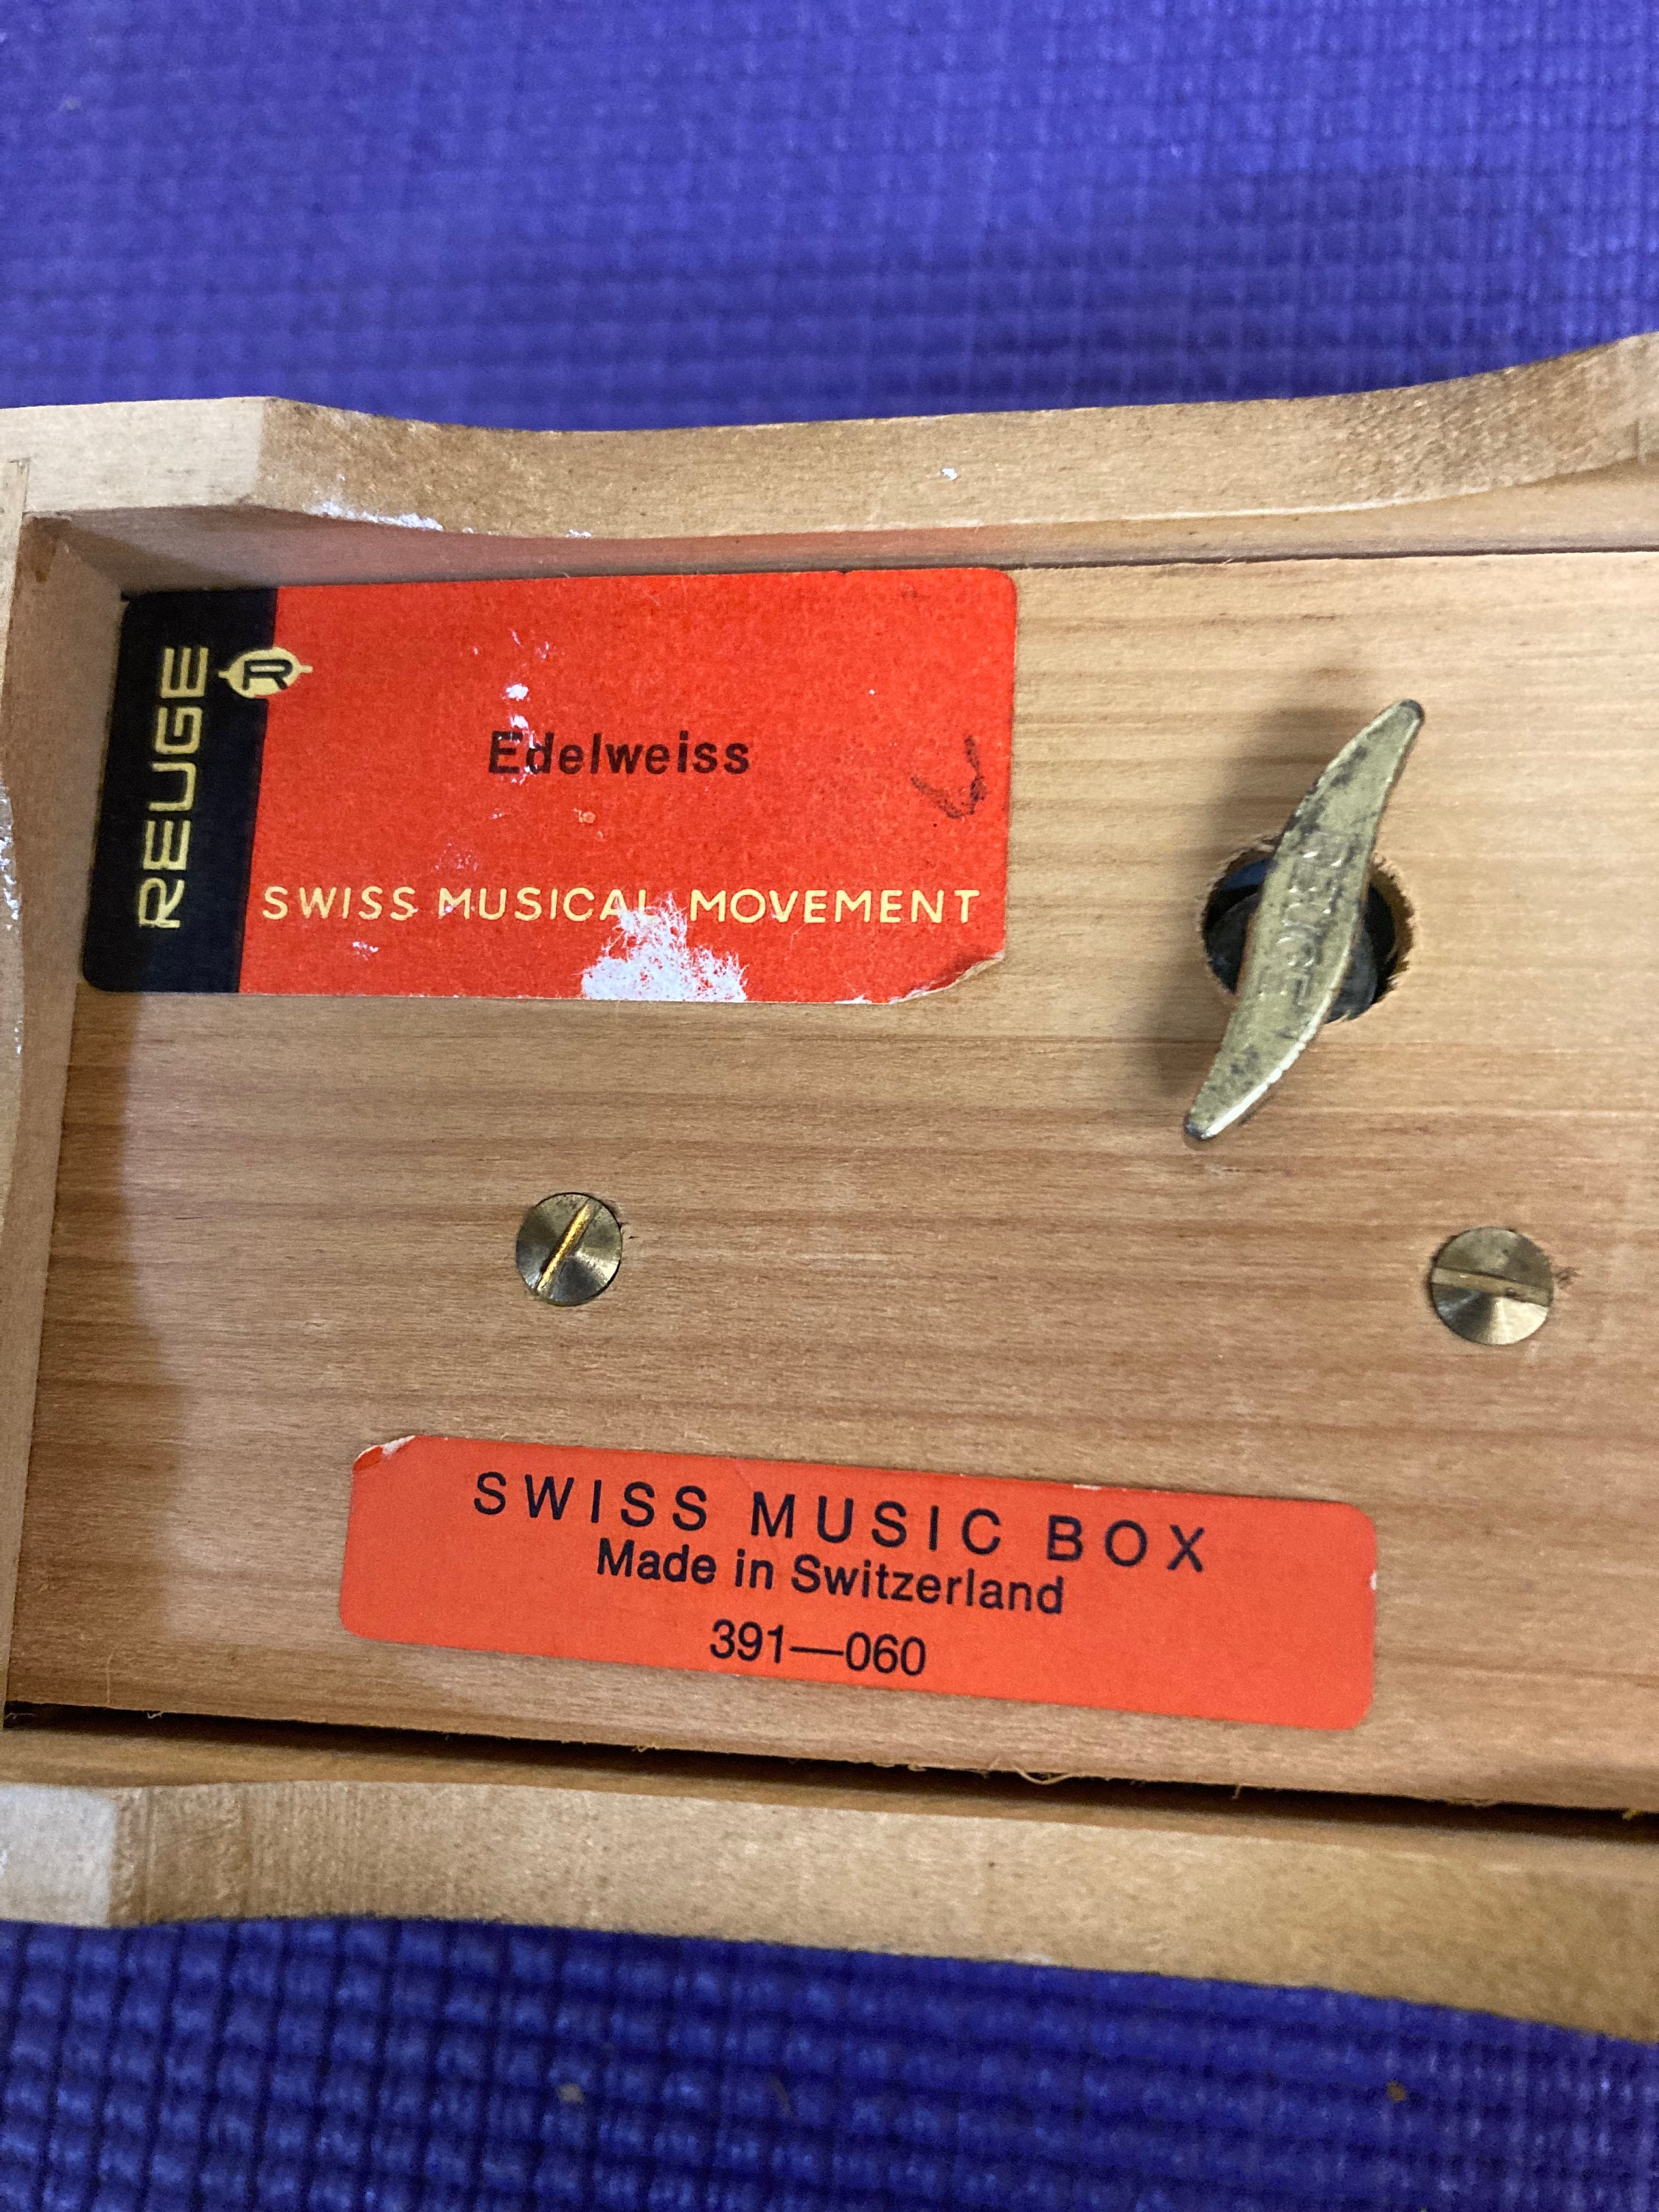 REUGE
R
Edelweiss
SWISS MUSICAL MOVEMENT
SWISS MUSIC BOX
Made in Switzerland
391—060